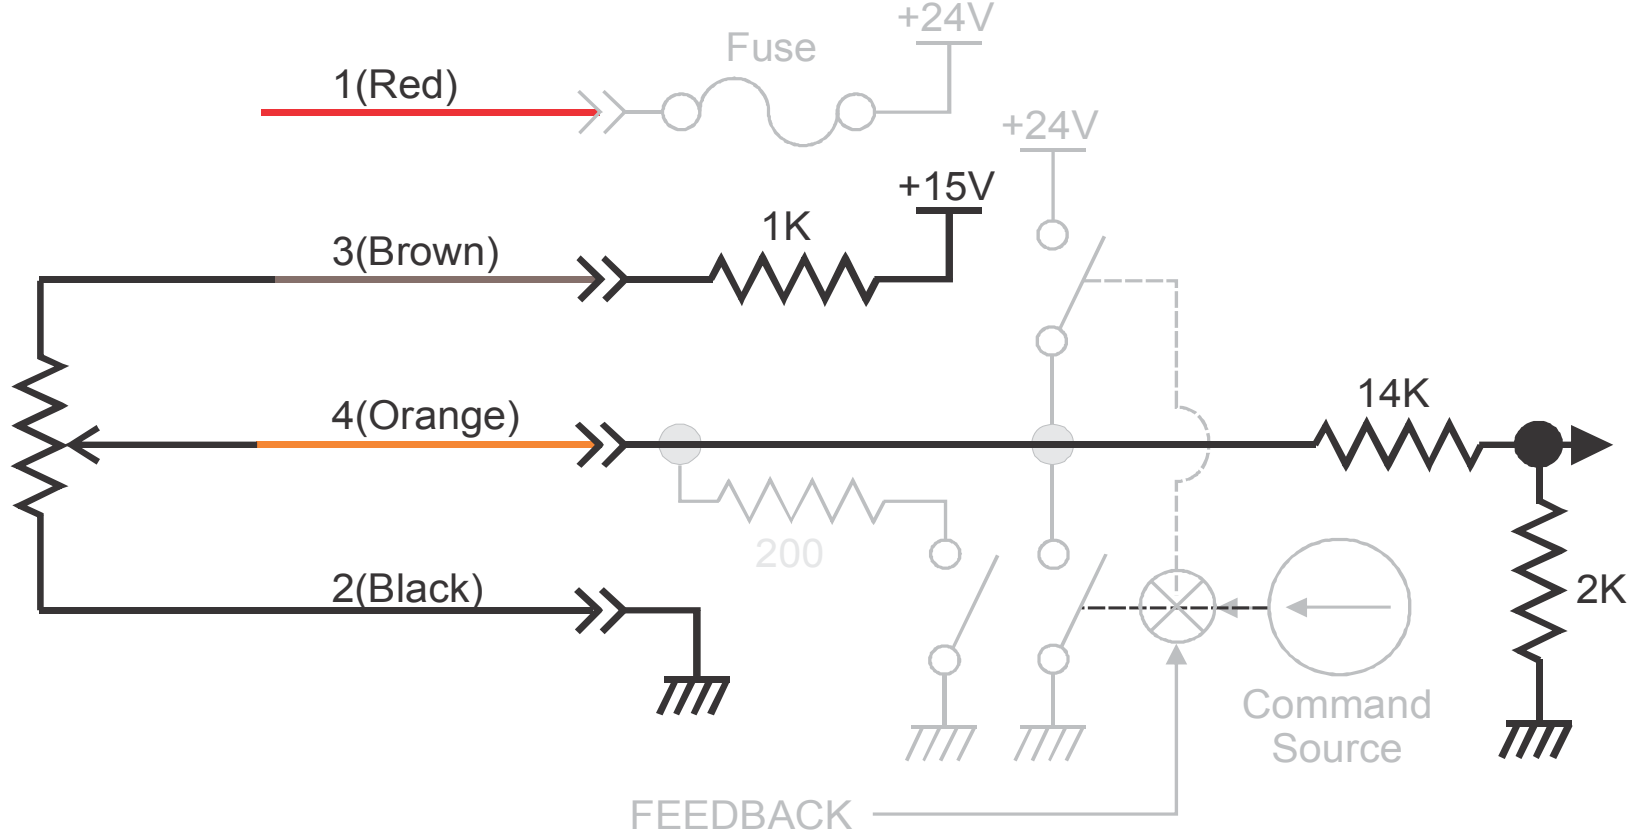 +24V
Fuse
1(Red)
+24V
+15V
1K
3(Brown)
14K
4(Orange)
200
2(Black)
2K
Command
Source
FEEDBACK